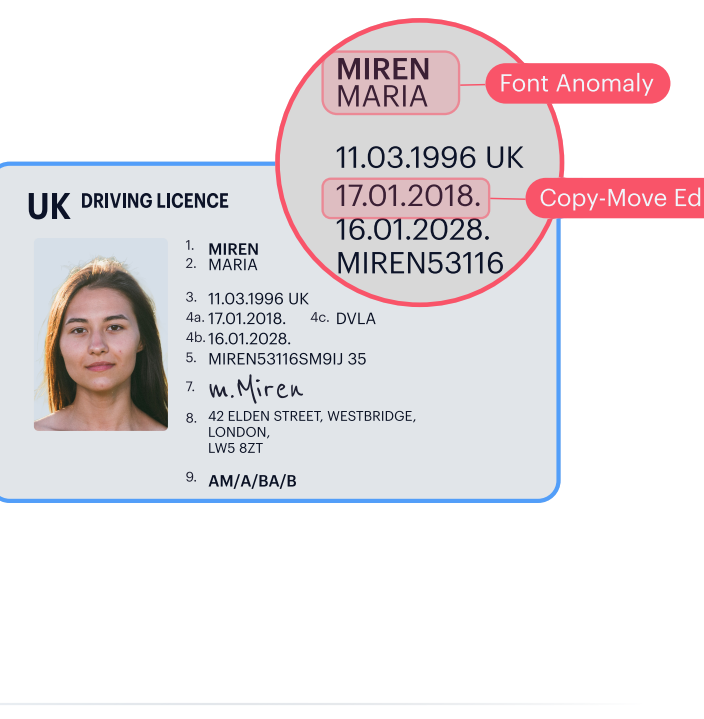 MIREN
MARIA
Font Anomaly
11.03.1996 UK
17.01.2018.
Copy-Move Ed
16.01.2028.
MIREN53116
UK DRIVING LICENCE
1. MIREN
2. MARIA
3. 11.03.1996 UK
4a. 17.01.2018. 4c. DVLA
4b. 16.01.2028.
5. MIREN53116SM9IJ 35
7. m.Miren
8. 42 ELDEN STREET, WESTBRIDGE,
LONDON,
LW5 8ZT
9. AM/A/BA/B